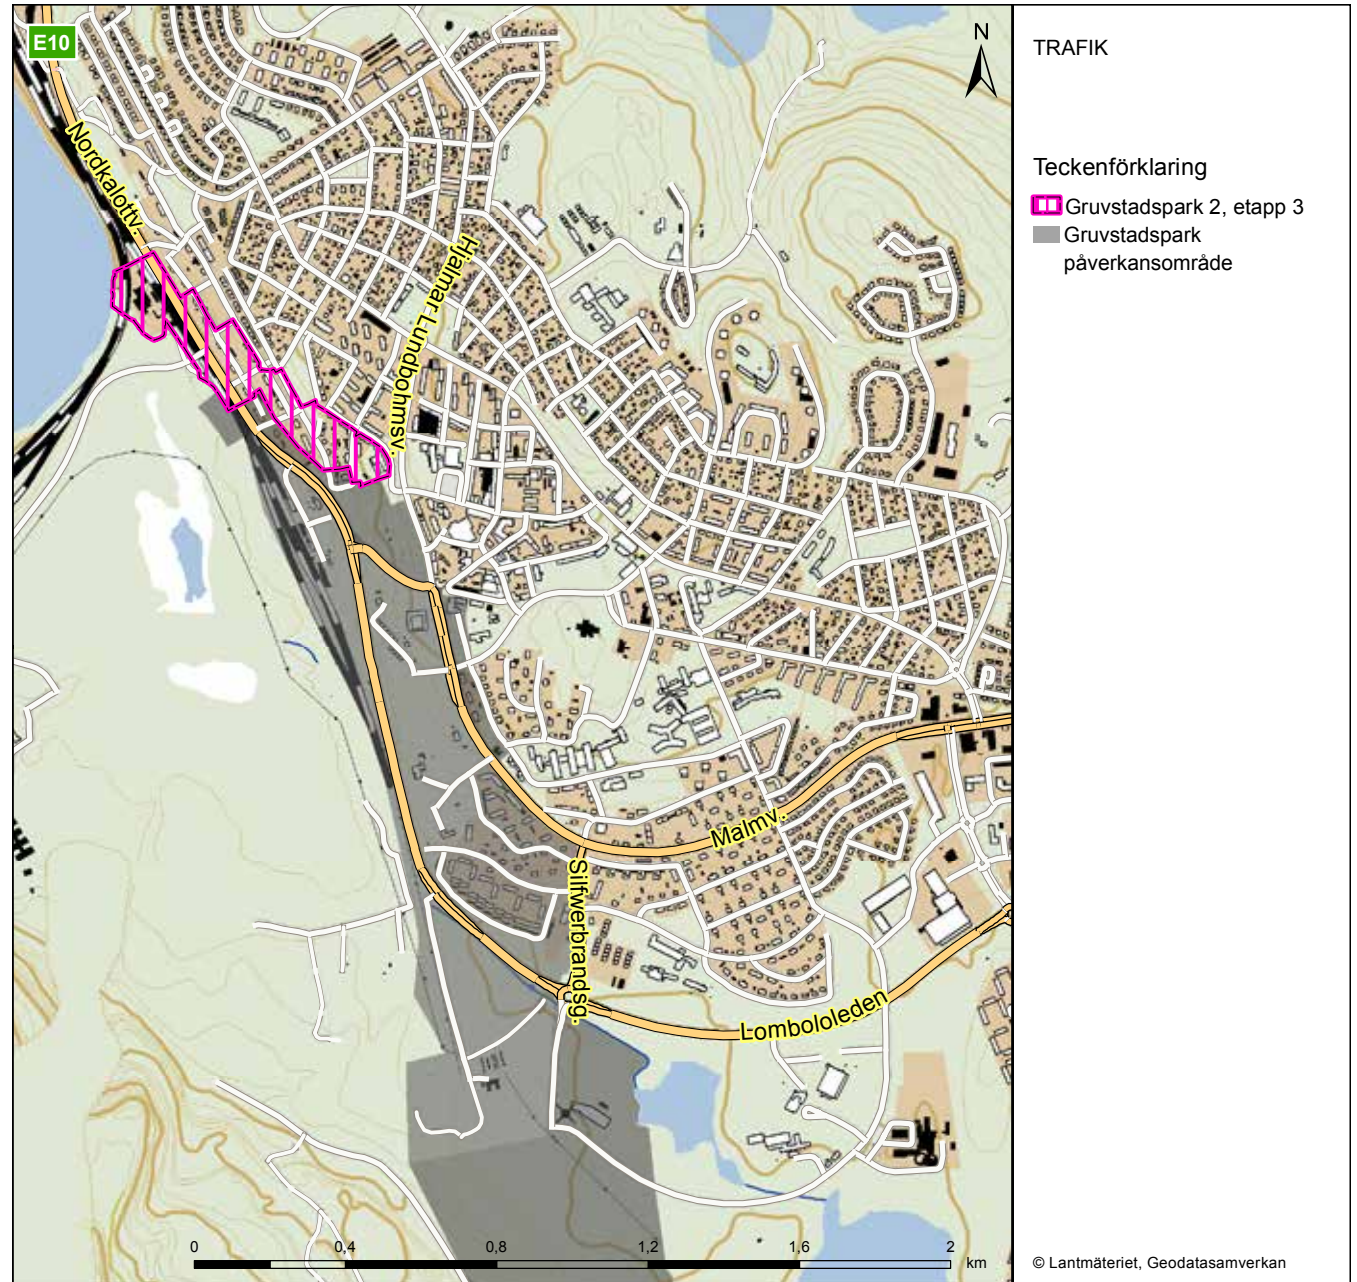 E10
N
Nordkalottv.
Hjalmar Lundbohmsv.
Malmv.
Silfwerbrandsg.
Lombololeden
0
0,4
0,8
1,2
1,6
2
km
TRAFIK
Teckenförklaring
Gruvstadspark 2, etapp 3
Gruvstadspark
påverkansområde
© Lantmäteriet, Geodatasamverkan